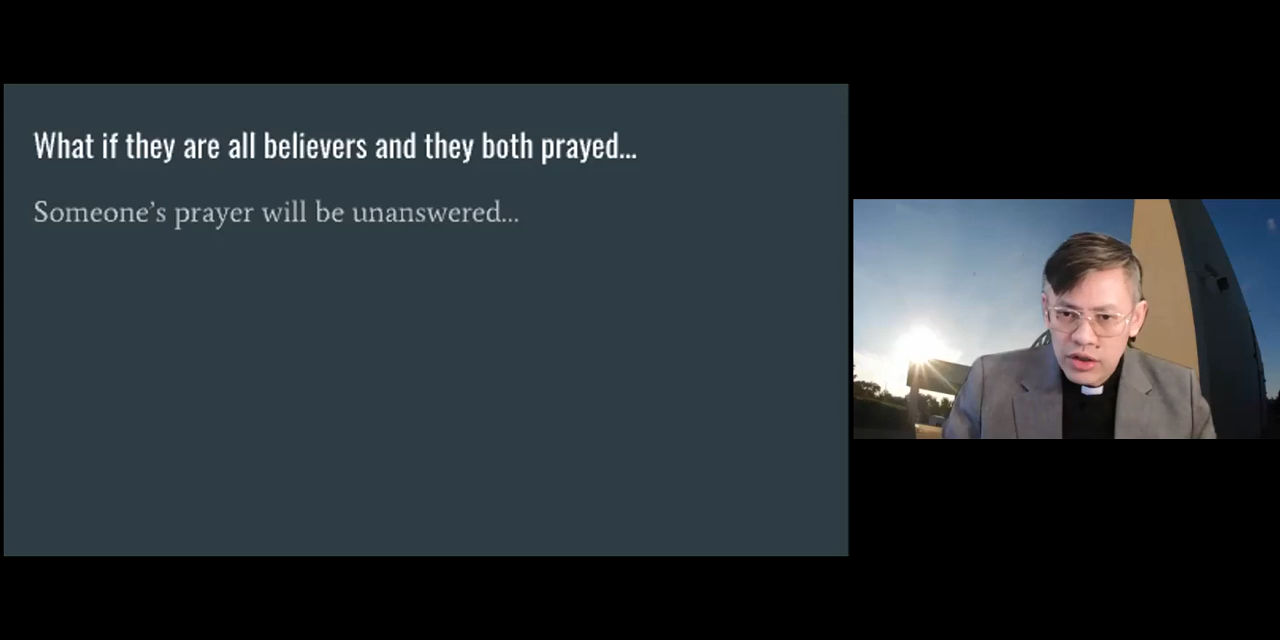 What if they are all believers and they both prayed...
Someone’s prayer will be unanswered...